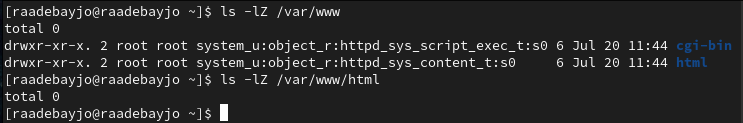 [raadebayjo@raadebayjo ~]$ ls -lZ /var/www
total 0
drwxr-xr-x. 2 root root system_u:object_r:httpd_sys_script_exec_t:s0 6 Jul 20 11:44 cgi-bin
drwxr-xr-x. 2 root root system_u:object_r:httpd_sys_content_t:s0     6 Jul 20 11:44 html
[raadebayjo@raadebayjo ~]$ ls -lZ /var/www/html
total 0
[raadebayjo@raadebayjo ~]$